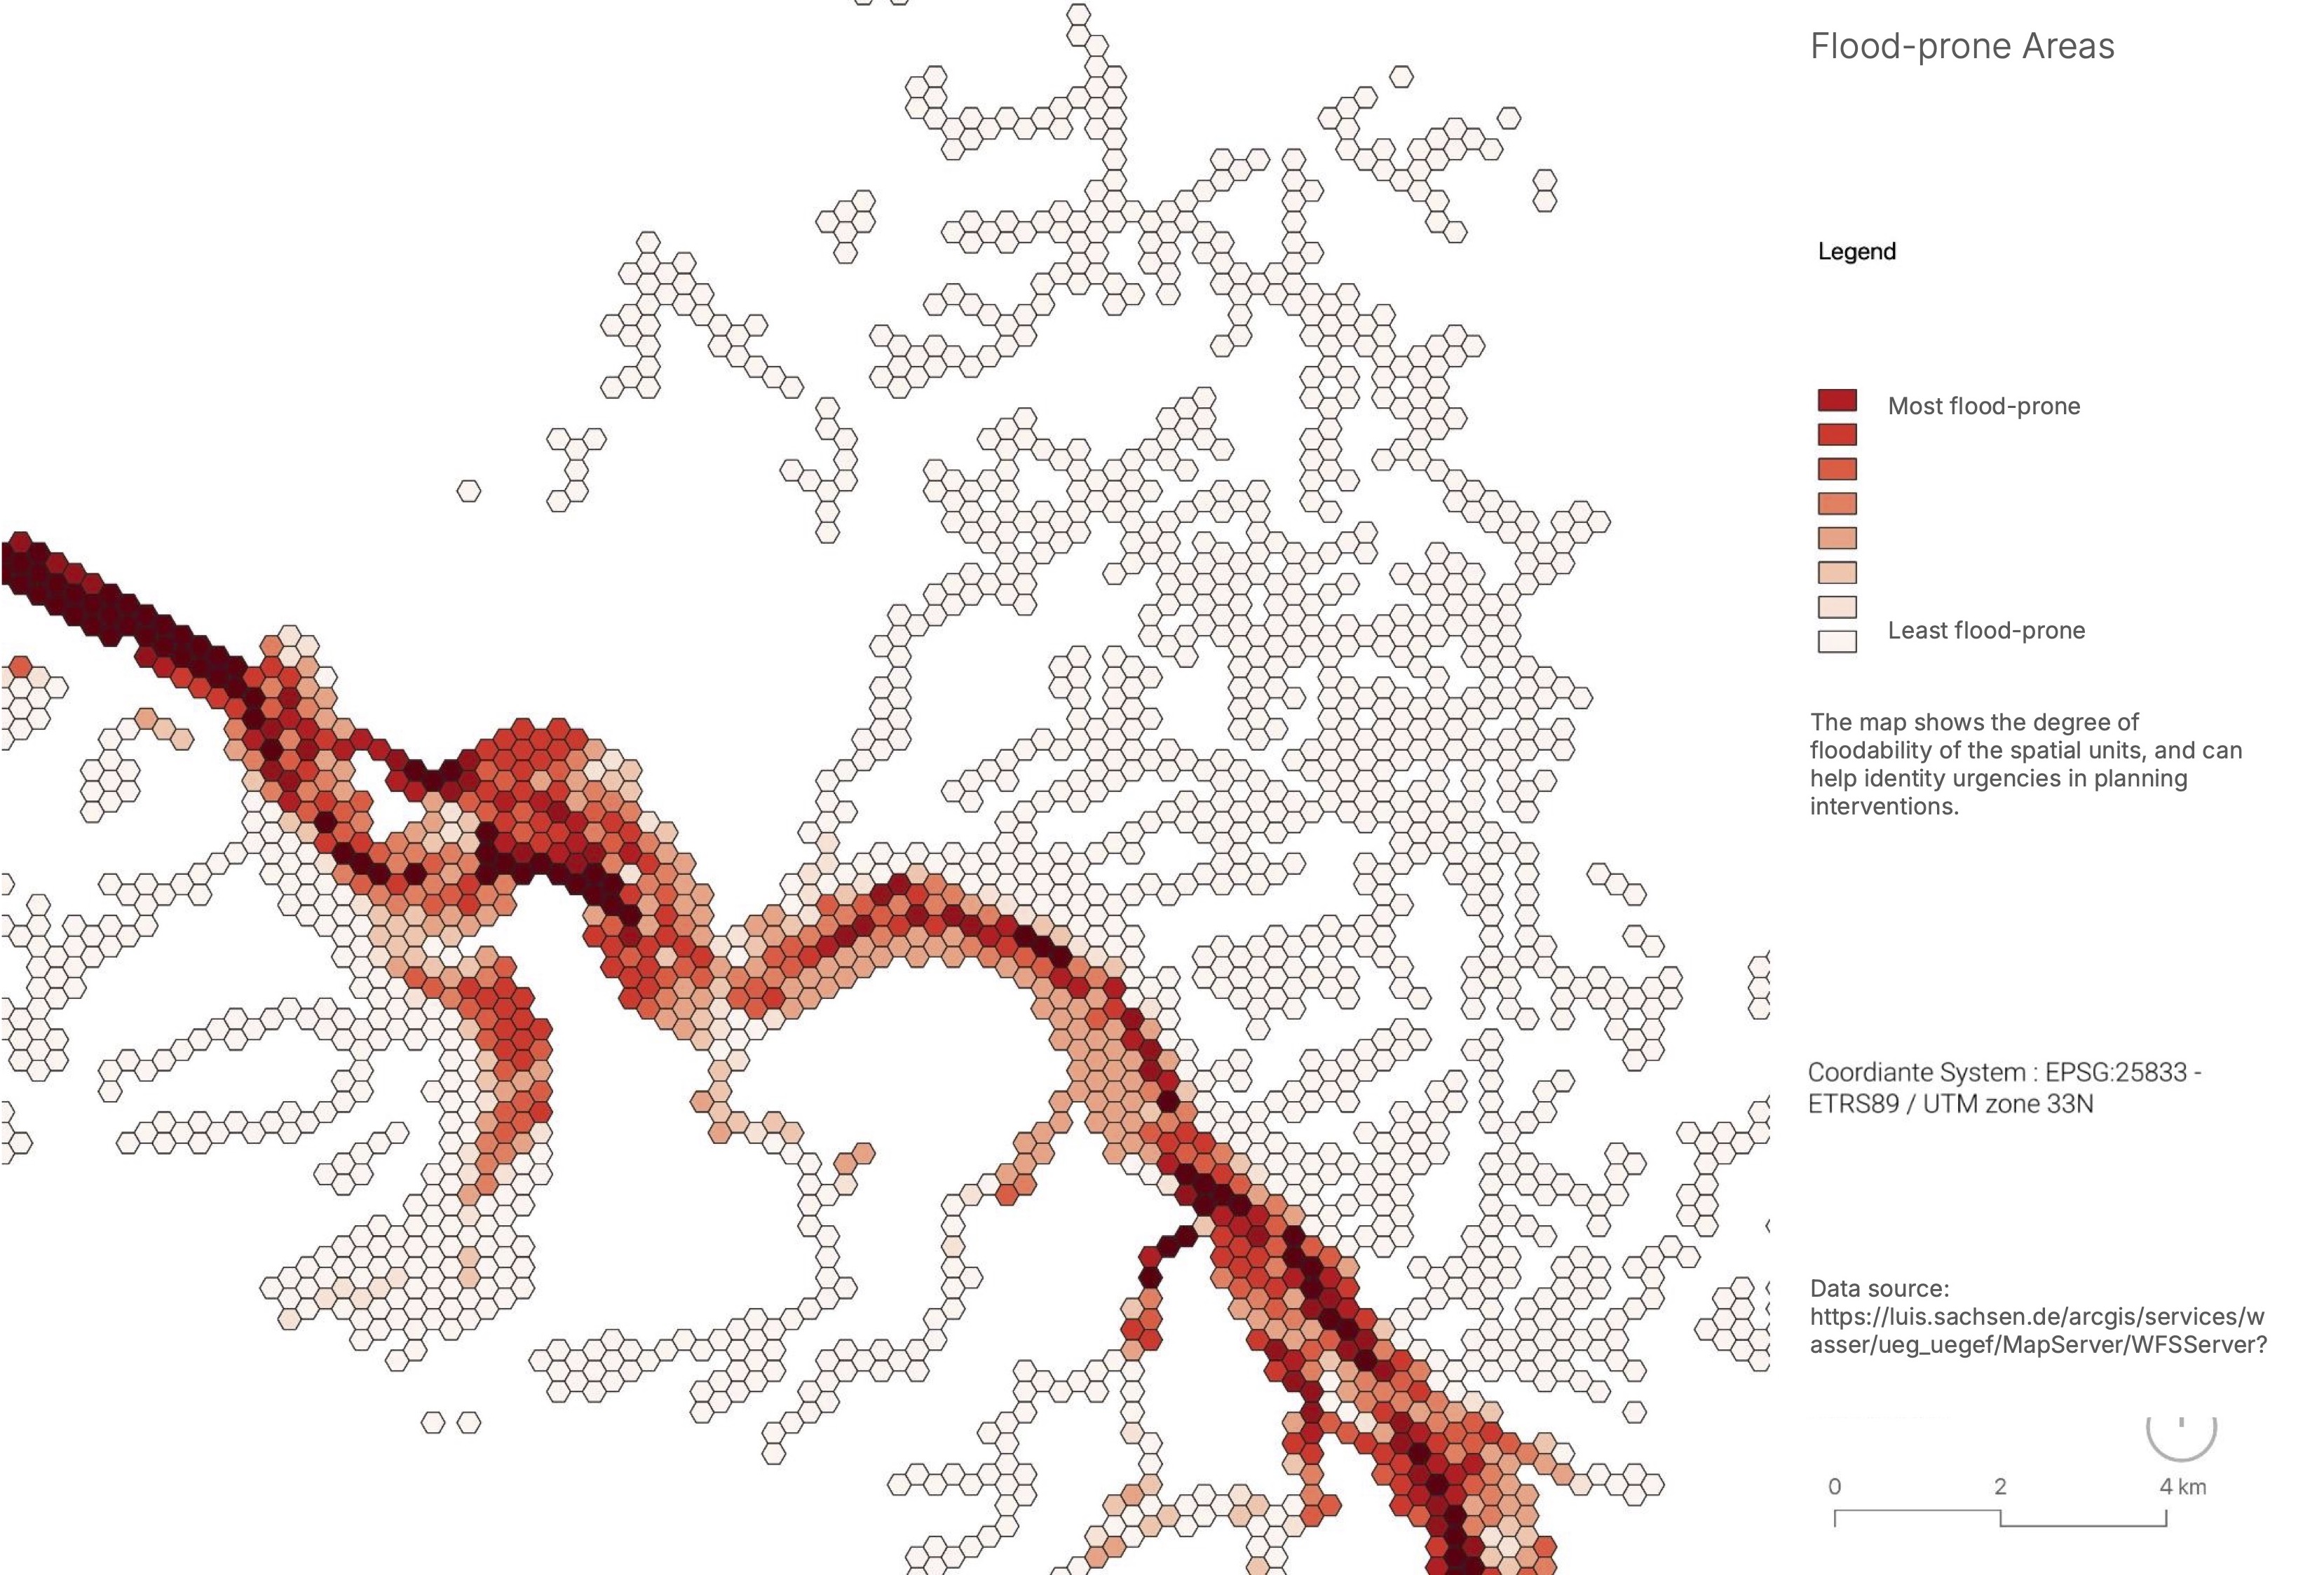 Flood-prone Areas
Legend
Most flood-prone
Least flood-prone
The map shows the degree of
floodability of the spatial units, and can
help identity urgencies in planning
interventions.
Coordiante System : EPSG:25833 -
ETRS89 / UTM zone 33N
Data source:
https://luis.sachsen.de/arcgis/services/w
asser/ueg_uegef/MapServer/WFSServer?
0 2 4 km